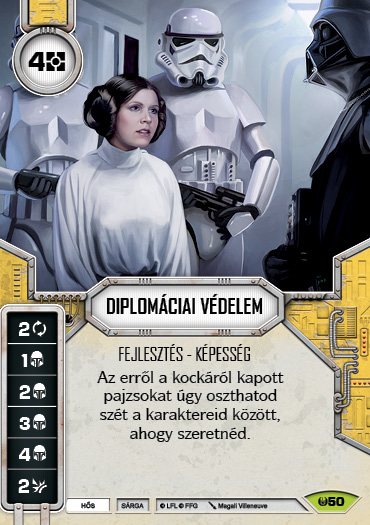 4
DIPLOMÁCIAI VÉDELEM
FEJLESZTÉS - KÉPESSÉG
Az erről a kockáról kapott
pajzsokat úgy oszthatod
szét a karaktereid között,
ahogy szeretnéd.
2
1
2
3
4
2
HŐS
SÁRGA
© LFL © FFG
Magali Villeneuve
50